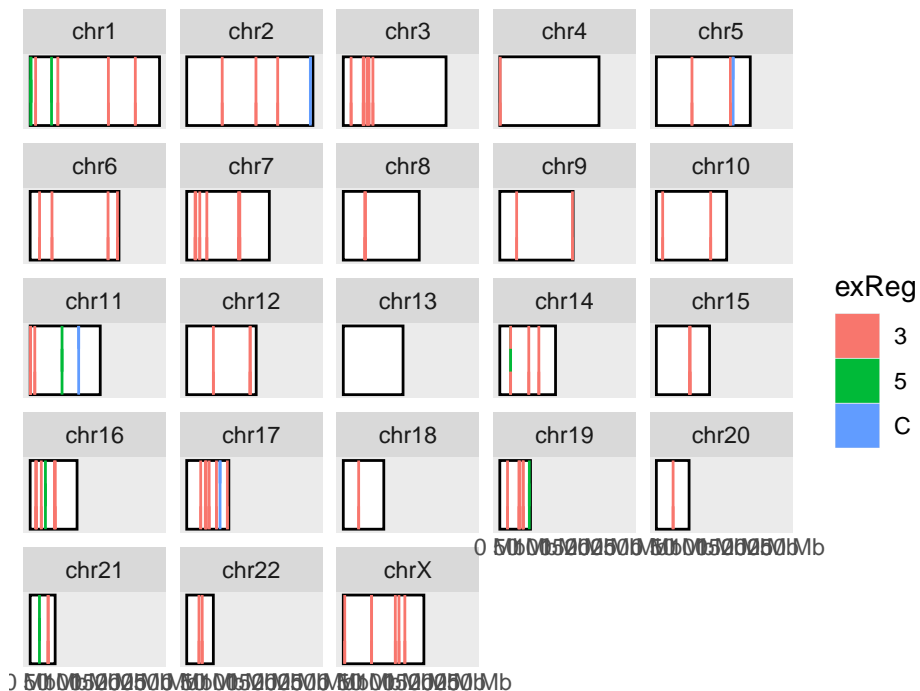 chr1 chr2 chr3 chr4 chr5
chr6 chr7 chr8 chr9 chr10
chr11 chr12 chr13 chr14 chr15
chr16 chr17 chr18 chr19 chr20
chr21 chr22 chrX
exReg
3
5
C